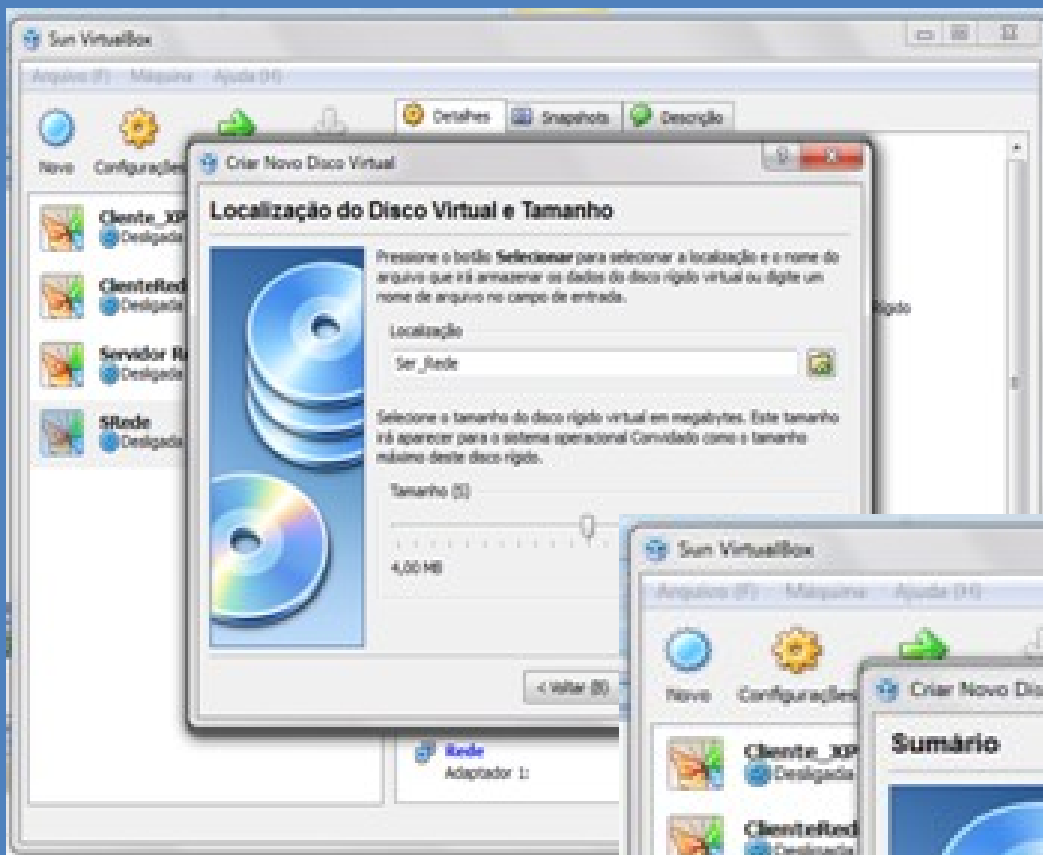 Sun VirtualBox
Arquivo (F) Máquina Ajuda (H)
Novo Configurações
Detalhes Snapshots Descrição
Cliente_XP
Desligada
ClienteRed
Desligada
Servidor R
Desligada
SRede
Desligada
Criar Novo Disco Virtual
Localização do Disco Virtual e Tamanho
Pressione o botão Selecionar para selecionar a localização e o nome do
arquivo que irá armazenar os dados do disco rígido virtual ou digite um
nome de arquivo no campo de entrada.
Localização
Ser_Rede
Selecione o tamanho do disco rígido virtual em megabytes. Este tamanho
irá aparecer para o sistema operacional Convidado como o tamanho
máximo deste disco rígido.
Tamanho (S)
4,00 MB
< Voltar (B)
Rígido
Rede
Adaptador 1:
Sun VirtualBox
Arquivo (F) Máquina Ajuda (H)
Novo Configurações
Cliente_XP
Desligada
ClienteRed
Desligada
Criar Novo Dis
Sumário